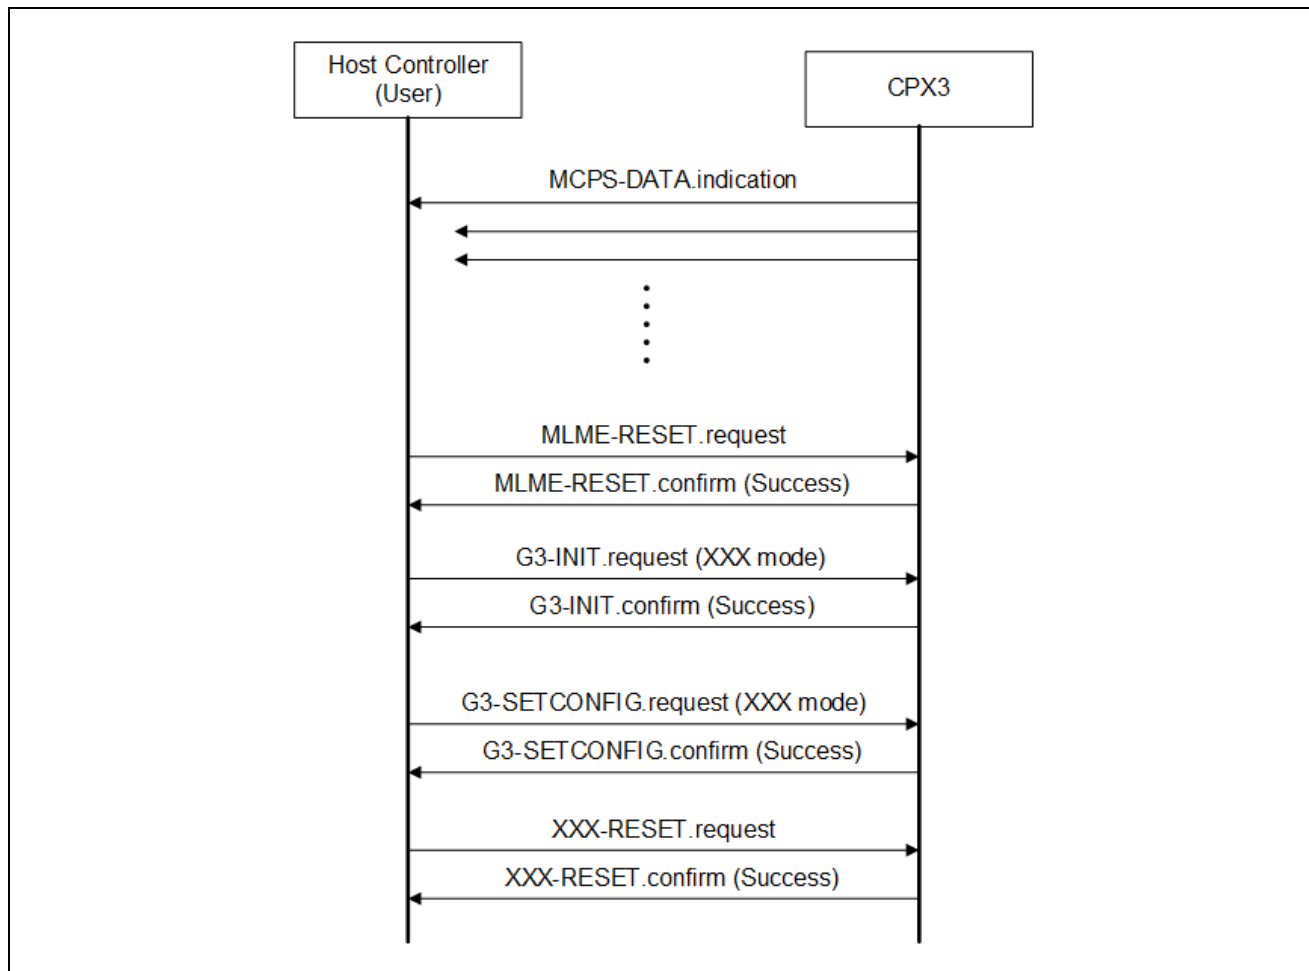 Host Controller
(User)
CPX3
MCPS-DATA.indication
MLME-RESET.request
MLME-RESET.confirm (Success)
G3-INIT.request (XXX mode)
G3-INIT.confirm (Success)
G3-SETCONFIG.request (XXX mode)
G3-SETCONFIG.confirm (Success)
XXX-RESET.request
XXX-RESET.confirm (Success)